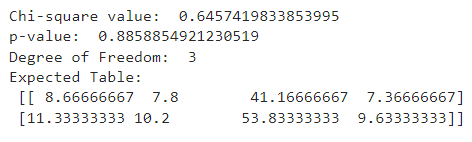 Chi-square value:  0.6457419833853995
p-value:  0.8858854921230519
Degree of Freedom:  3
Expected Table:
 [[ 8.66666667  7.8        41.16666667  7.36666667]
 [11.33333333 10.2        53.83333333  9.63333333]]